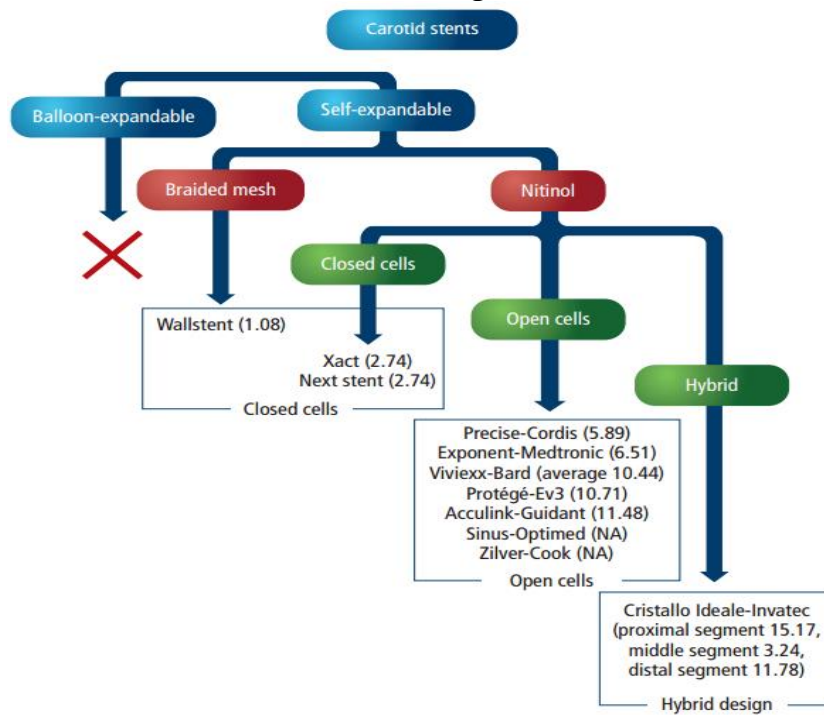 Carotid stents
Balloon-expandable
Self-expandable
Braided mesh
Nitinol
Closed cells
Open cells
Hybrid
Wallstent (1.08)
Xact (2.74)
Next stent (2.74)
Closed cells
Precise-Cordis (5.89)
Exponent-Medtronic (6.51)
Viviexx-Bard (average 10.44)
Protégé-Ev3 (10.71)
Acculink-Guidant (11.48)
Sinus-Optimed (NA)
Zilver-Cook (NA)
Open cells
Cristallo Ideale-Invatec
(proximal segment 15.17,
middle segment 3.24,
distal segment 11.78)
Hybrid design